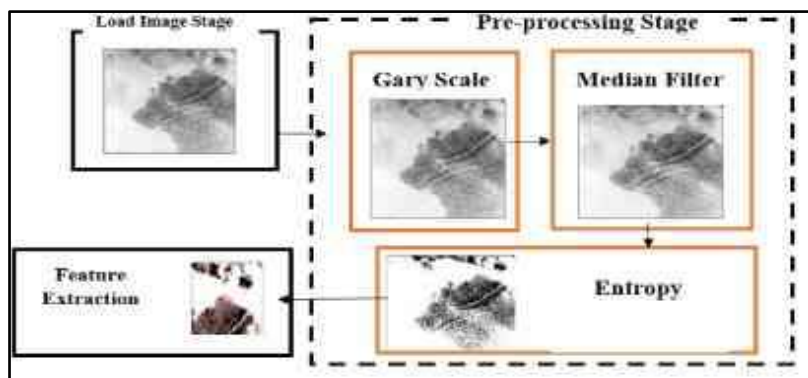 Load Image Stage
Pre-processing Stage
Gary Scale
Median Filter
Feature
Extraction
Entropy